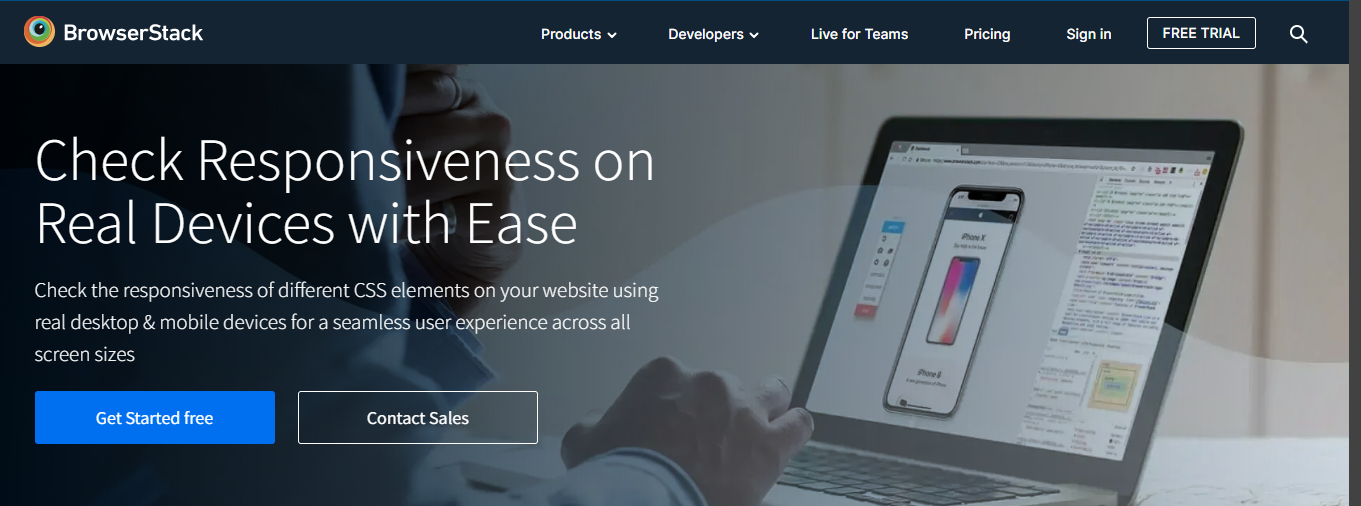 BrowserStack
Products
Developers
Live for Teams
Pricing
Sign in
FREE TRIAL
Check Responsiveness on
Real Devices with Ease
Check the responsiveness of different CSS elements on your website using
real desktop & mobile devices for a seamless user experience across all
screen sizes
Get Started free
Contact Sales
iPhone X
iPhone 8